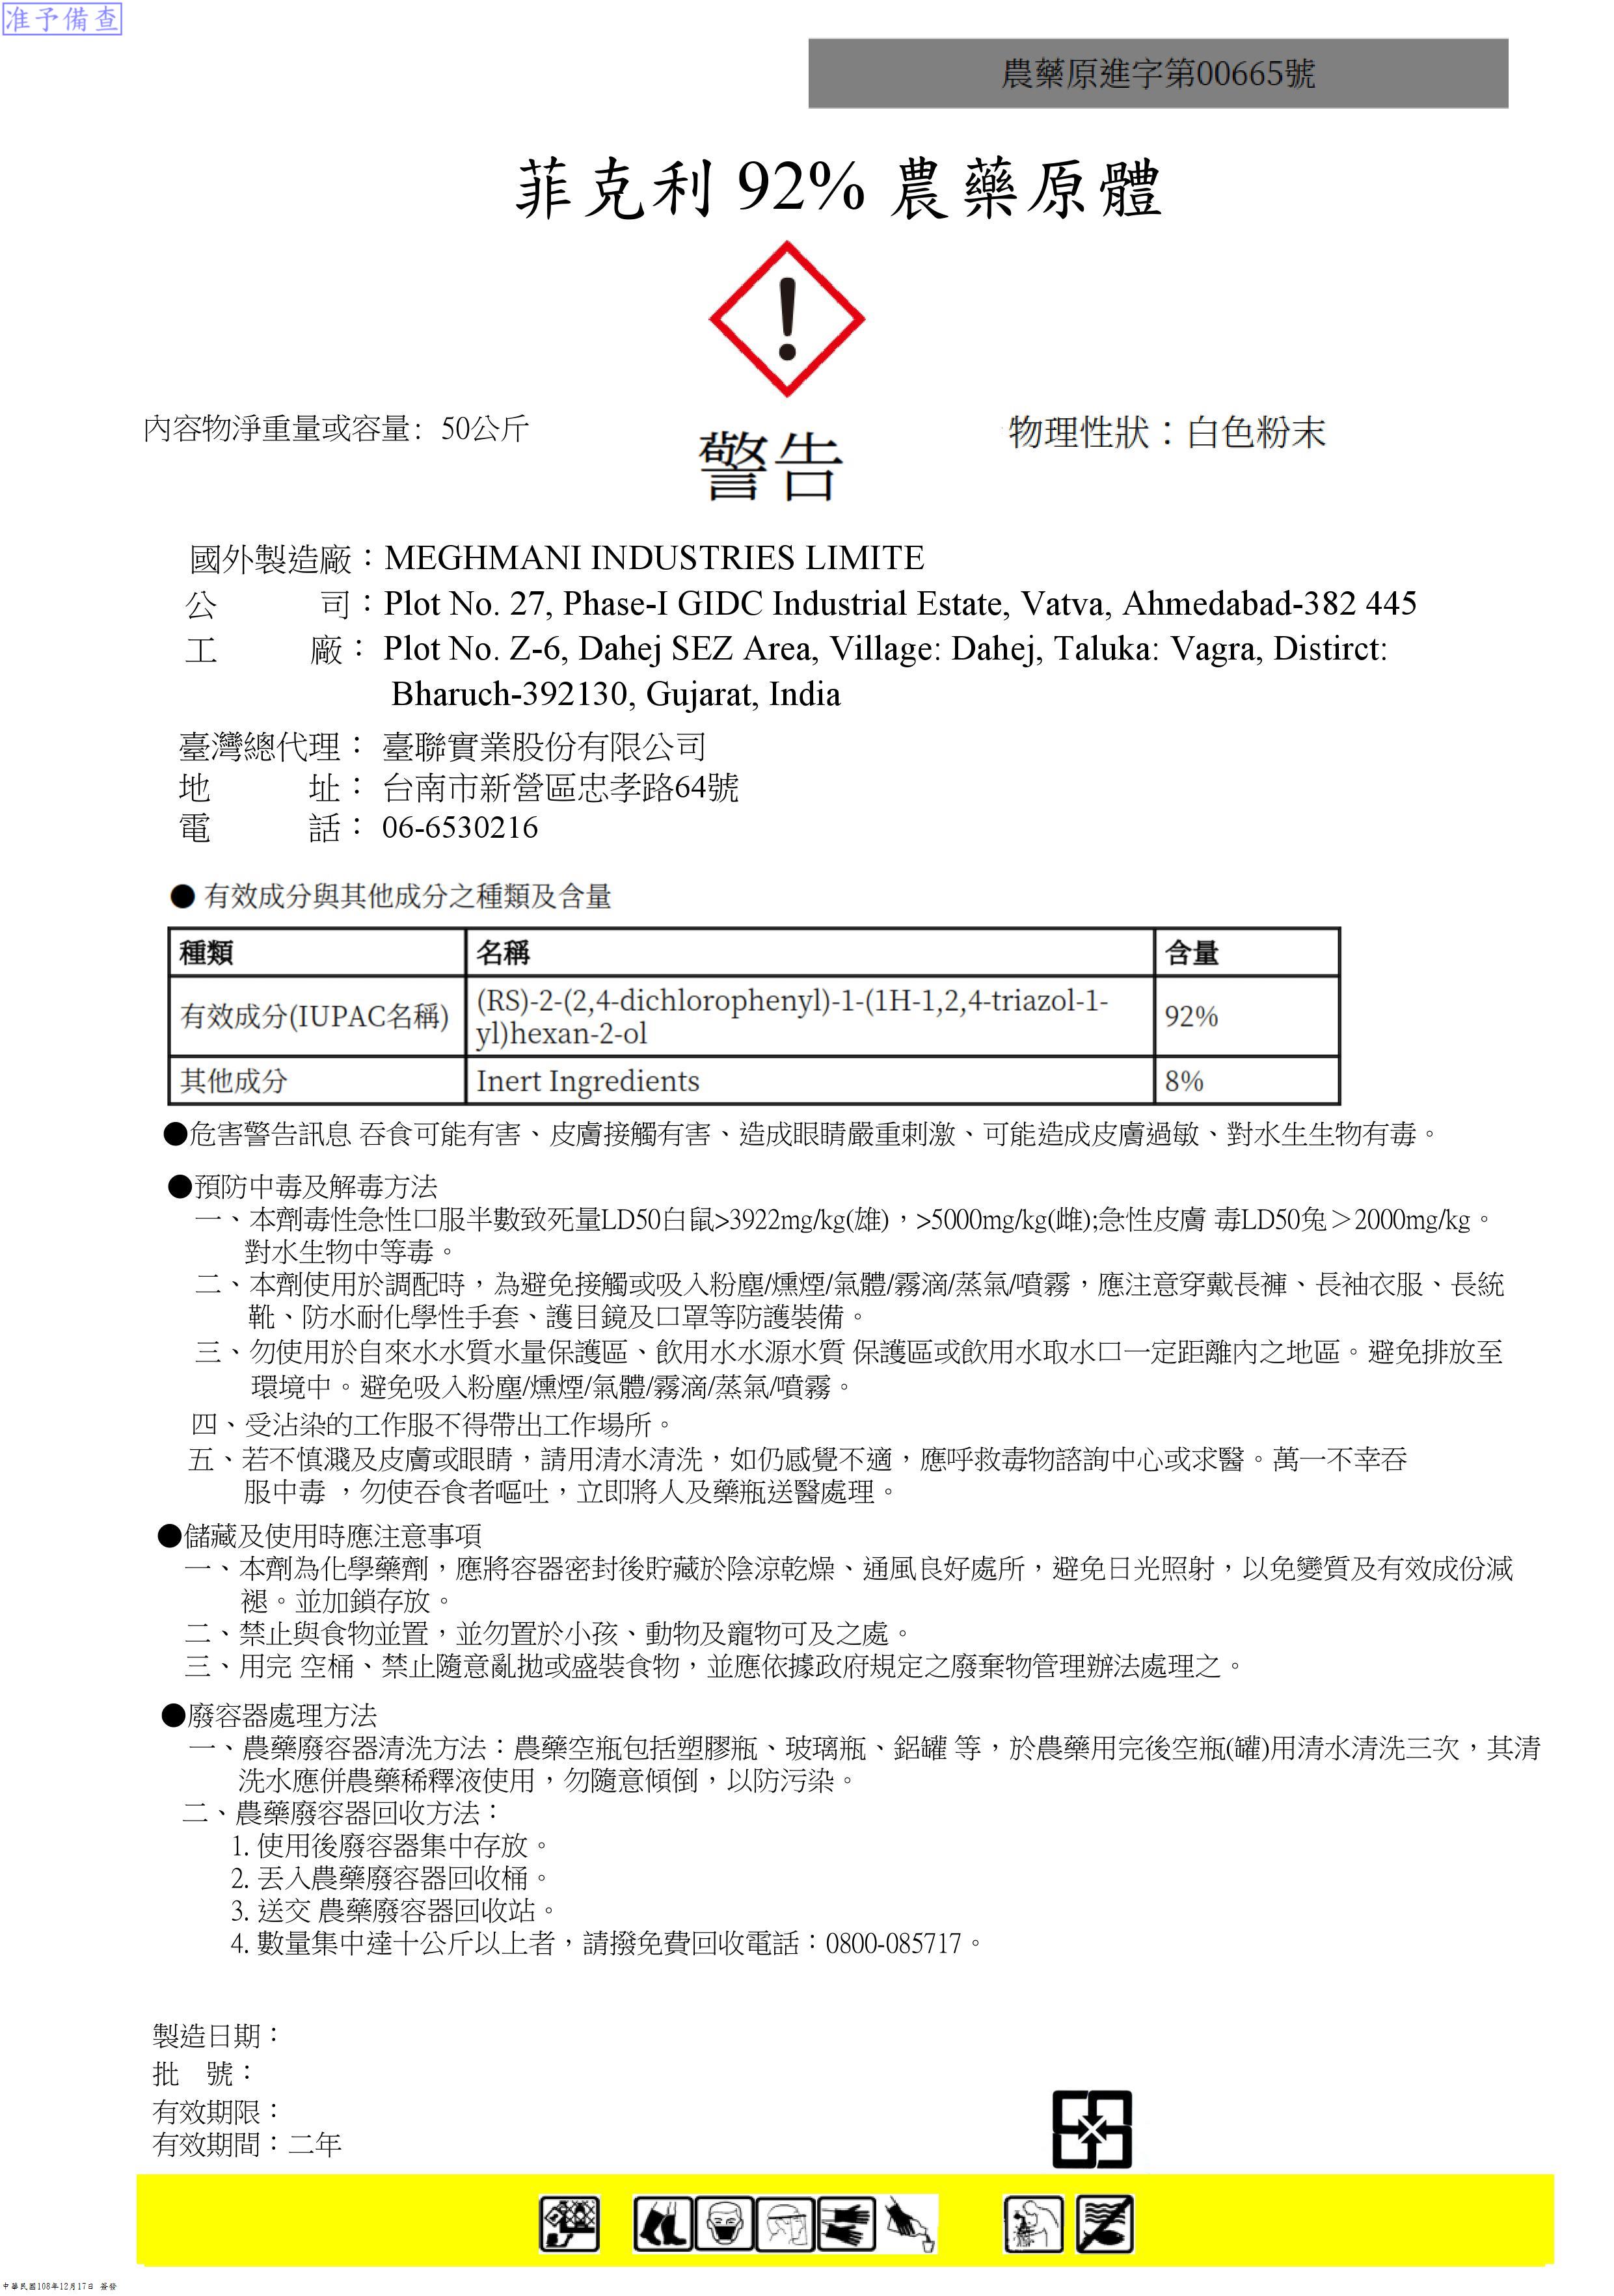 准予備查
農藥原進字第00665號
菲克利 92% 農藥原體
內容物淨重量或容量: 50公斤
警告
物理性狀：白色粉末
國外製造廠：MEGHMANI INDUSTRIES LIMITE
公　　　司：Plot No. 27, Phase-I GIDC Industrial Estate, Vatva, Ahmedabad-382 445
工　　　廠： Plot No. Z-6, Dahej SEZ Area, Village: Dahej, Taluka: Vagra, Distirct:
Bharuch-392130, Gujarat, India
臺灣總代理： 臺聯實業股份有限公司
地　　　址： 台南市新營區忠孝路64號
電　　　話： 06-6530216
● 有效成分與其他成分之種類及含量
種類 名稱 含量
有效成分(IUPAC名稱) (RS)-2-(2,4-dichlorophenyl)-1-(1H-1,2,4-triazol-1- 92%
yl)hexan-2-ol
其他成分 Inert Ingredients 8%
●危害警告訊息 吞食可能有害、皮膚接觸有害、造成眼睛嚴重刺激、可能造成皮膚過敏、對水生生物有毒。
●預防中毒及解毒方法
一、本劑毒性急性口服半數致死量LD50白鼠>3922mg/kg(雄)，>5000mg/kg(雌);急性皮膚 毒LD50兔＞2000mg/kg。
對水生物中等毒。
二、本劑使用於調配時，為避免接觸或吸入粉塵/燻煙/氣體/霧滴/蒸氣/噴霧，應注意穿戴長褲、長袖衣服、長統
靴、防水耐化學性手套、護目鏡及口罩等防護裝備。
三、勿使用於自來水水質水量保護區、飲用水水源水質 保護區或飲用水取水口一定距離內之地區。避免排放至
環境中。避免吸入粉塵/燻煙/氣體/霧滴/蒸氣/噴霧。
四、受沾染的工作服不得帶出工作場所。
五、若不慎濺及皮膚或眼睛，請用清水清洗，如仍感覺不適，應呼救毒物諮詢中心或求醫。萬一不幸吞
服中毒 ，勿使吞食者嘔吐，立即將人及藥瓶送醫處理。
●儲藏及使用時應注意事項
一、本劑為化學藥劑，應將容器密封後貯藏於陰涼乾燥、通風良好處所，避免日光照射，以免變質及有效成份減
褪。並加鎖存放。
二、禁止與食物並置，並勿置於小孩、動物及寵物可及之處。
三、用完 空桶、禁止隨意亂拋或盛裝食物，並應依據政府規定之廢棄物管理辦法處理之。
●廢容器處理方法
一、農藥廢容器清洗方法：農藥空瓶包括塑膠瓶、玻璃瓶、鋁罐 等，於農藥用完後空瓶(罐)用清水清洗三次，其清
洗水應併農藥稀釋液使用，勿隨意傾倒，以防污染。
二、農藥廢容器回收方法：
1. 使用後廢容器集中存放。
2. 丟入農藥廢容器回收桶。
3. 送交 農藥廢容器回收站。
4. 數量集中達十公斤以上者，請撥免費回收電話：0800-085717。
製造日期：
批　號：
有效期限：
有效期間：二年
中華民國108年12月17日 簽發